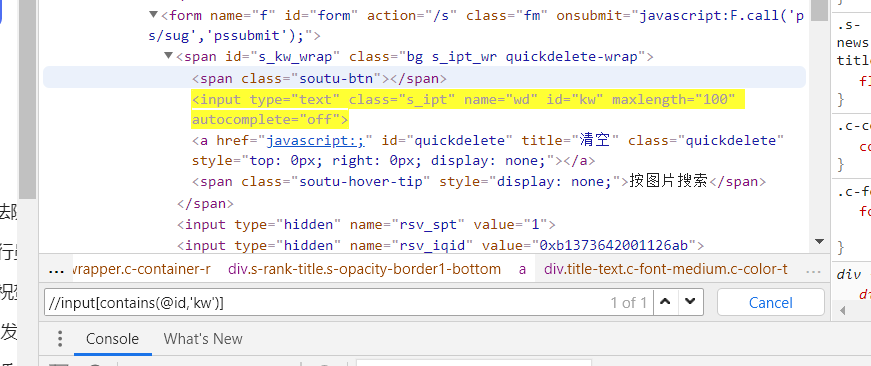 <form name="f" id="form" action="/s" class="fm" onsubmit="javascript:F.call('p
s/sug','pssubmit');">
<span id="s_kw_wrap" class="bg s_ipt_wr quickdelete-wrap">
<span class="soutu-btn"></span>
<input type="text" class="s_ipt" name="wd" id="kw" maxlength="100"
autocomplete="off">
<a href="javascript:;" id="quickdelete" title="清空" class="quickdelete"
style="top: 0px; right: 0px; display: none;"></a>
<span class="soutu-hover-tip" style="display: none;">按图片搜索</span>
</span>
<input type="hidden" name="rsv_spt" value="1">
<input type="hidden" name="rsv_iqid" value="0xb1373642001126ab">
... wrapper.c-container-r div.s-rank-title.s-opacity-border1-bottom a div.title-text.c-font-medium.c-color-t ...
//input[contains(@id,'kw')] 1 of 1 Cancel
Console What's New
.s-
news
title
fl
}
.c-c
co
}
.c-f
fo
}
div
di
行
祝
发